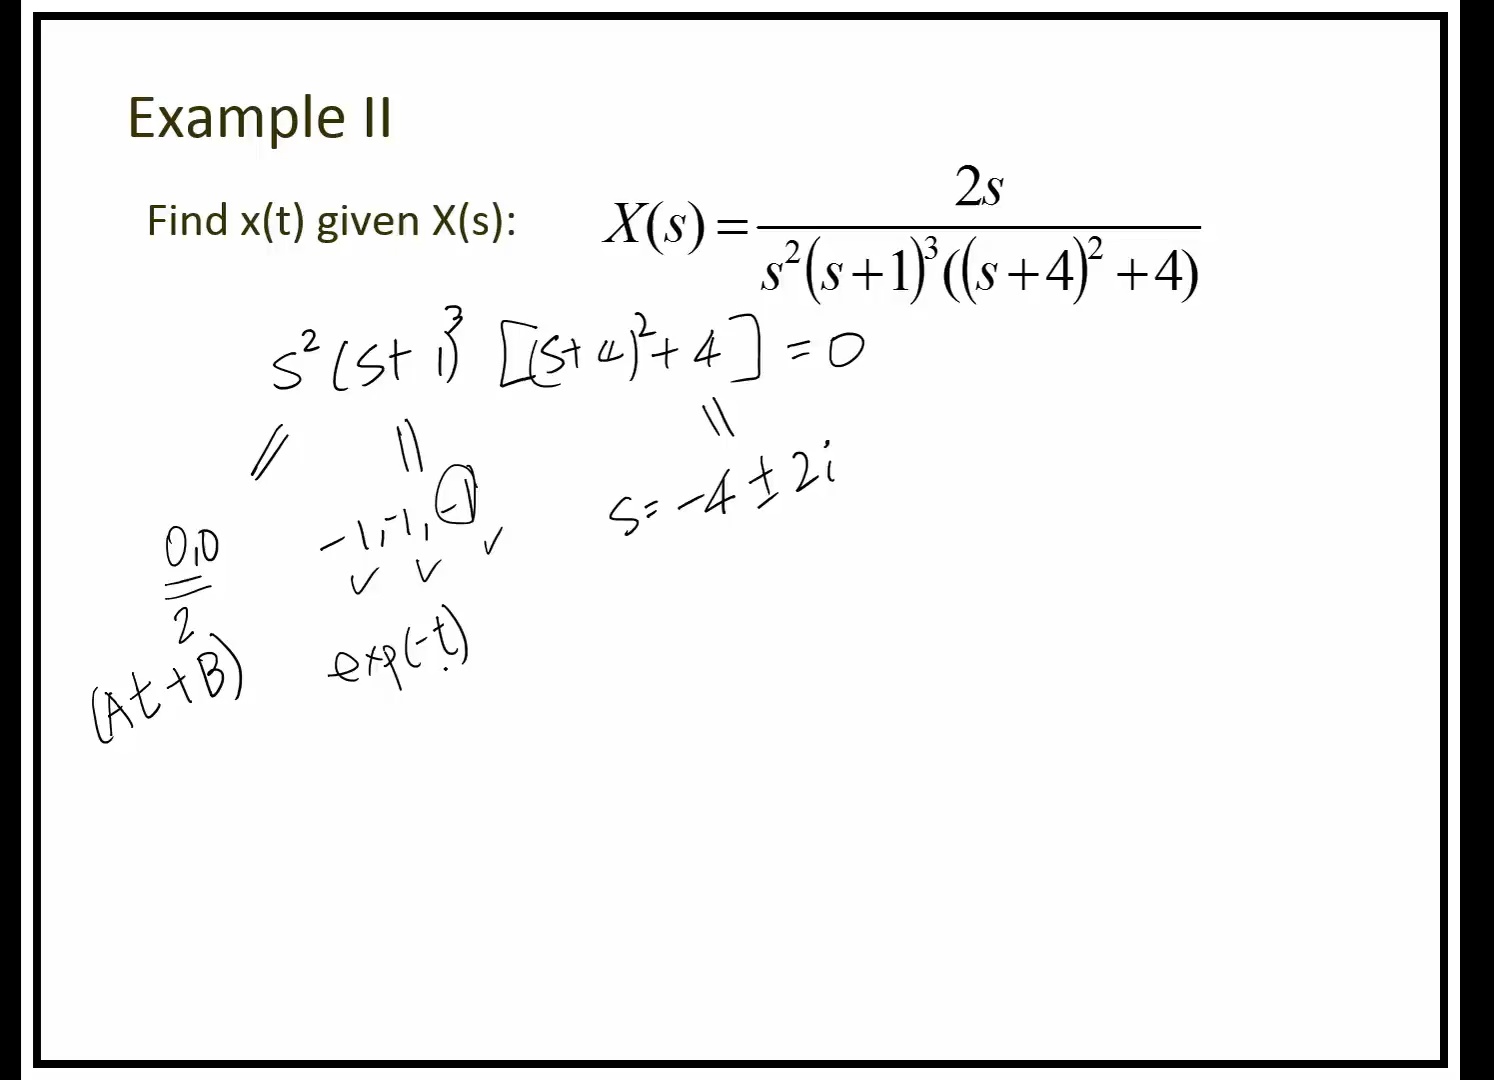 Example II
Find x(t) given X(s): X(s) = 2s / s²(s+1)³((s+4)²+4)
s²(s+1)³ [(s+4)²+4] = 0
// || \\
0,0 -1,-1,-1 s=-4±2i
✓ ✓ ✓
2
(At+B) exp(-t)